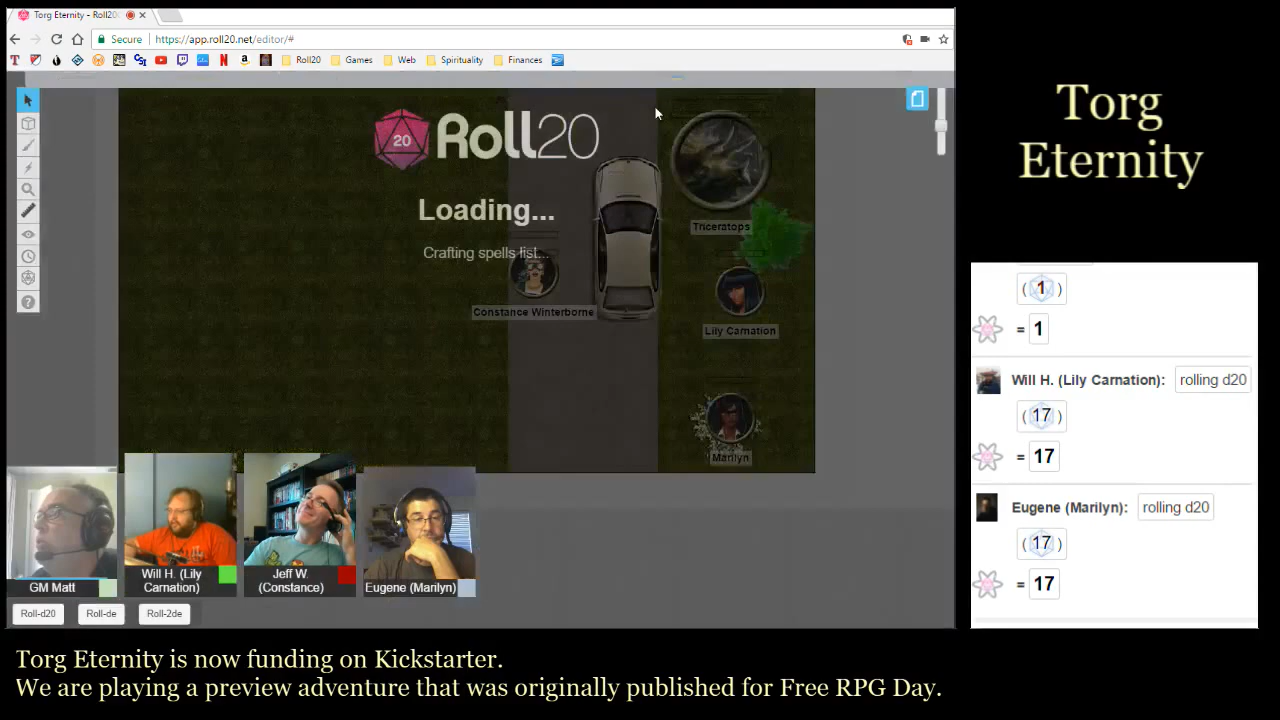 Torg Eternity - Roll20
Secure https://app.roll20.net/editor/#
Roll20 Games Web Spirituality Finances
20 Roll20
Loading...
Crafting spells list...
Triceratops
Constance Winterborne
Lily Carnation
Marilyn
GM Matt
Will H. (Lily
Carnation)
Jeff W.
(Constance)
Eugene (Marilyn)
Roll-d20 Roll-de Roll-2de
Torg
Eternity
(1)
= 1
Will H. (Lily Carnation): rolling d20
(17)
= 17
Eugene (Marilyn): rolling d20
(17)
= 17
Torg Eternity is now funding on Kickstarter.
We are playing a preview adventure that was originally published for Free RPG Day.